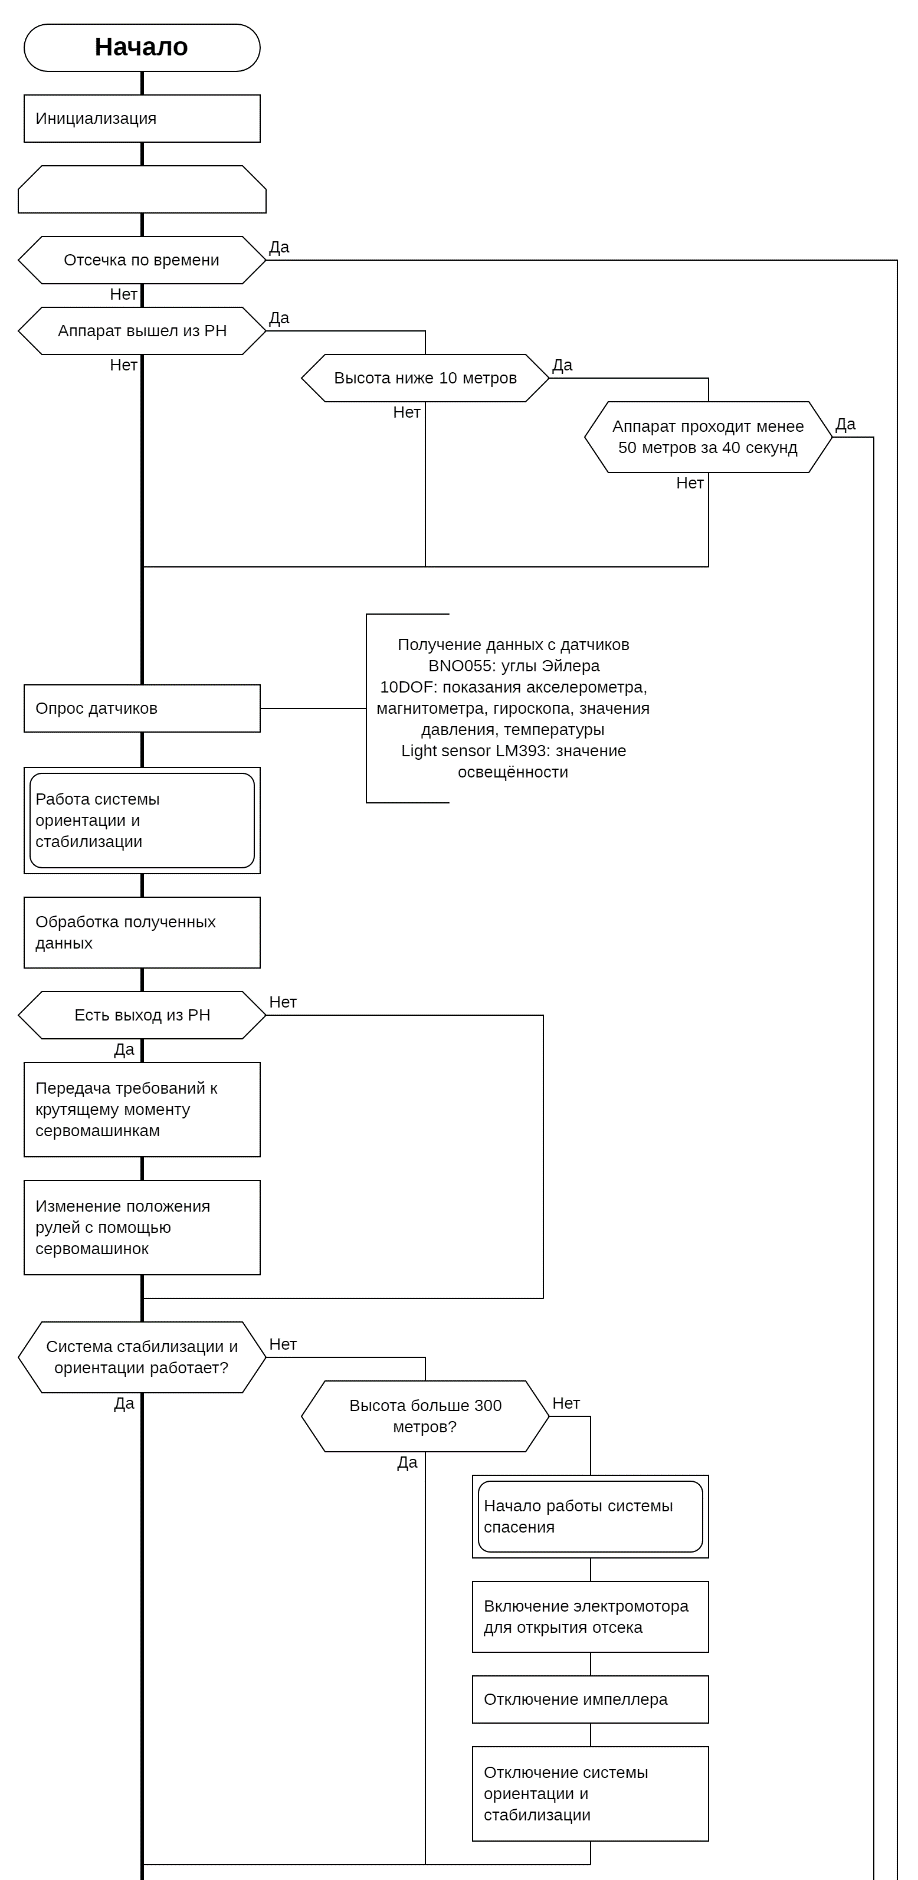 Начало
Инициализация
Отсечка по времени
Да
Нет
Аппарат вышел из РН
Да
Нет
Высота ниже 10 метров
Да
Нет
Аппарат проходит менее
50 метров за 40 секунд
Да
Нет
Опрос датчиков
Получение данных с датчиков
BNO055: углы Эйлера
10DOF: показания акселерометра,
магнитометра, гироскопа, значения
давления, температуры
Light sensor LM393: значение
освещённости
Работа системы
ориентации и
стабилизации
Обработка полученных
данных
Есть выход из РН
Нет
Да
Передача требований к
крутящему моменту
сервомашинкам
Изменение положения
рулей с помощью
сервомашинок
Система стабилизации и
ориентации работает?
Нет
Да
Высота больше 300
метров?
Нет
Да
Начало работы системы
спасения
Включение электромотора
для открытия отсека
Отключение импеллера
Отключение системы
ориентации и
стабилизации